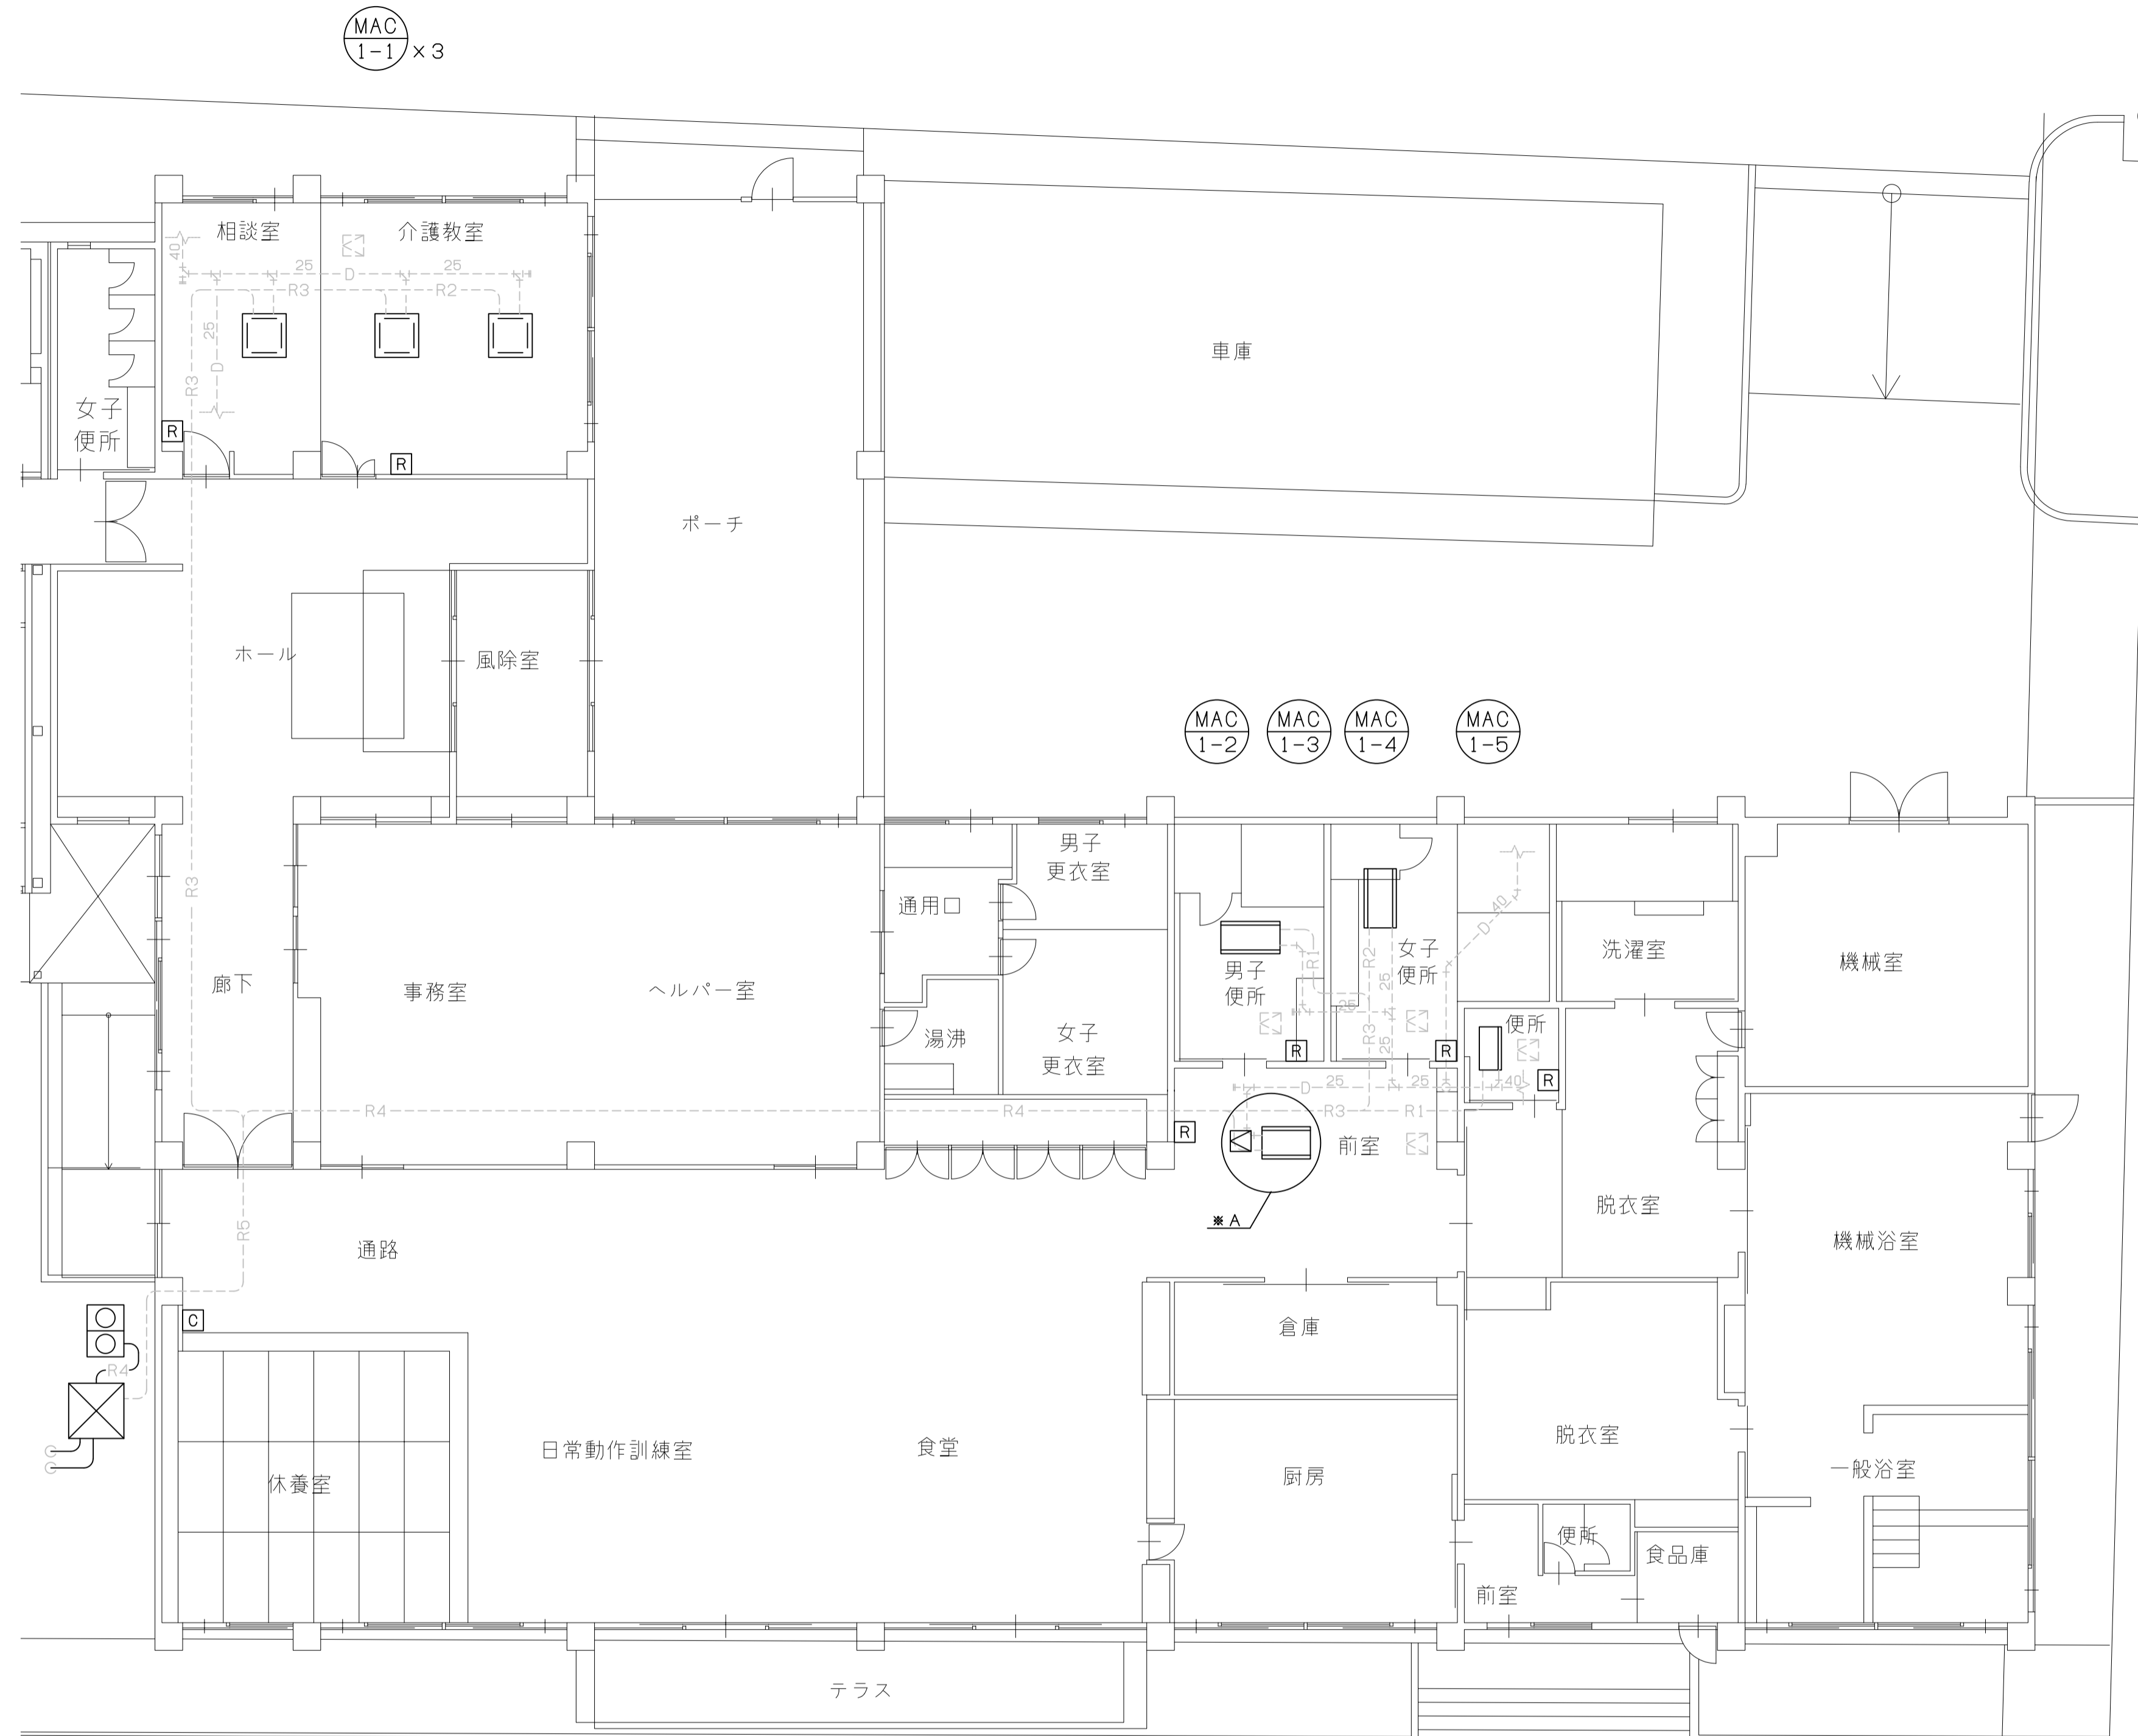 MAC
1-1 ×3
相談室
介護教室
40
25
25
D
R3
R2
25
D
R3
車庫
女子
便所
R
R
ポーチ
ホール
風除室
MAC
1-2
MAC
1-3
MAC
1-4
MAC
1-5
男子
更衣室
通用口
R3
廊下
事務室
ヘルパー室
湯沸
女子
更衣室
男子
便所
女子
便所
R1
R2
25
25
R3
25
D
40
洗濯室
機械室
便所
R
R
R
D
25
25
40
R4
R4
R3
R1
R
前室
※A
脱衣室
機械浴室
R5
通路
C
R4
倉庫
日常動作訓練室
食堂
休養室
厨房
脱衣室
一般浴室
便所
食品庫
前室
テラス